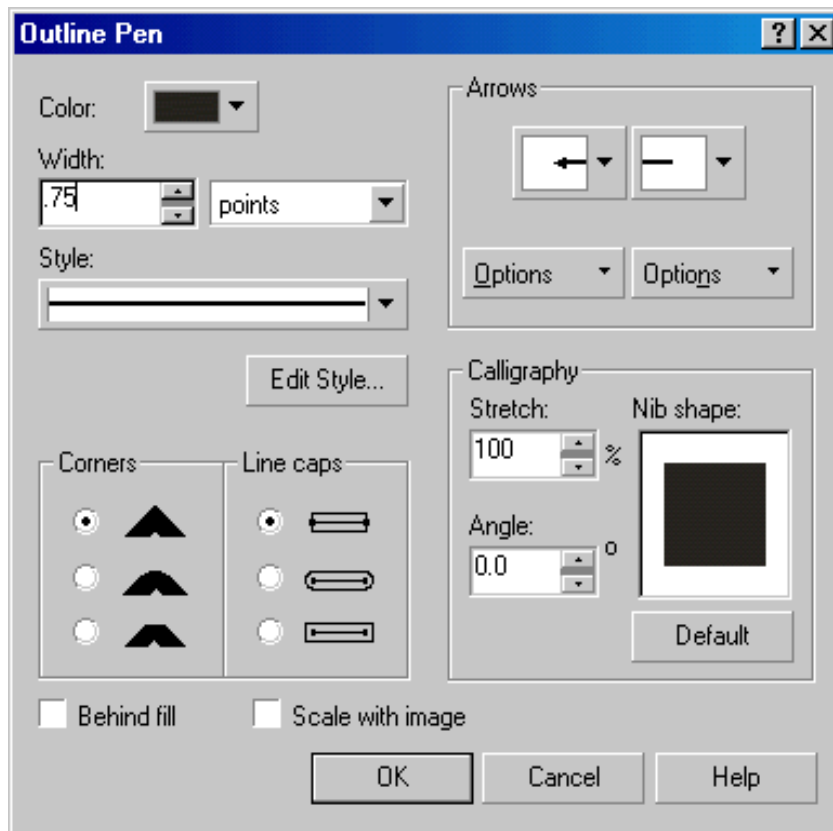 Outline Pen
Color:
Arrows
Width:
.75
points
Style:
Options
Options
Edit Style...
Calligraphy
Stretch:
Nib shape:
100
%
Corners
Line caps
Angle:
0.0
o
Default
Behind fill
Scale with image
OK
Cancel
Help